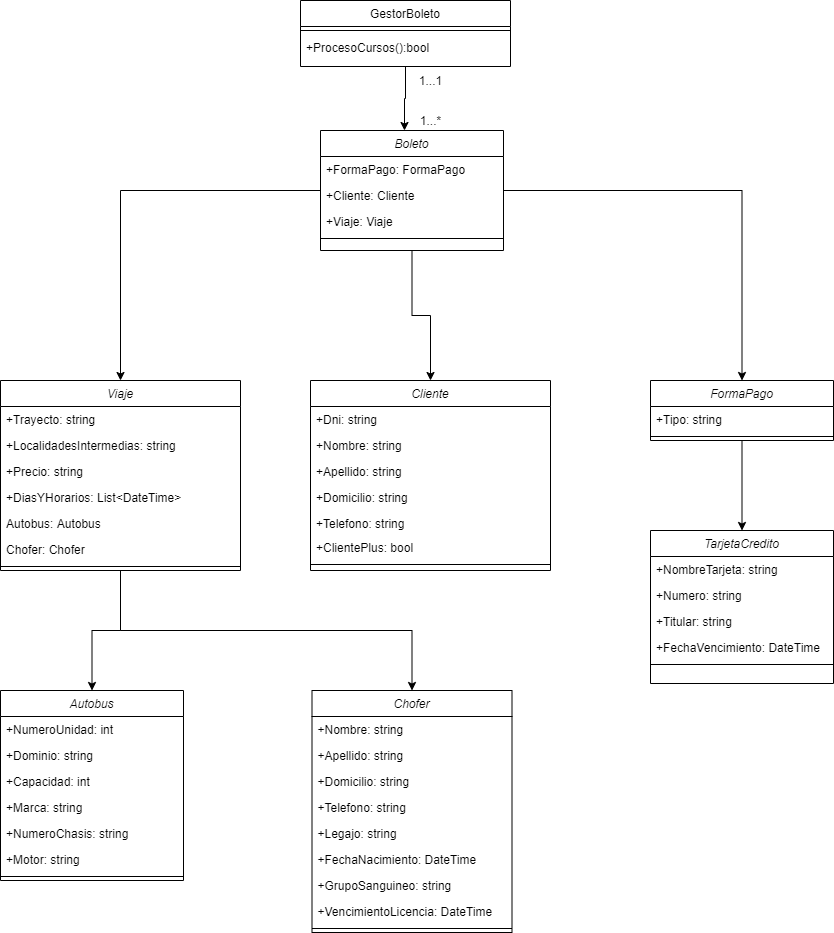 GestorBoleto
+ProcesoCursos():bool
1...1
1...*
Boleto
+FormaPago: FormaPago
+Cliente: Cliente
+Viaje: Viaje
Viaje
+Trayecto: string
+LocalidadesIntermedias: string
+Precio: string
+DiasYHorarios: List<DateTime>
Autobus: Autobus
Chofer: Chofer
Cliente
+Dni: string
+Nombre: string
+Apellido: string
+Domicilio: string
+Telefono: string
+ClientePlus: bool
FormaPago
+Tipo: string
TarjetaCredito
+NombreTarjeta: string
+Numero: string
+Titular: string
+FechaVencimiento: DateTime
Autobus
+NumeroUnidad: int
+Dominio: string
+Capacidad: int
+Marca: string
+NumeroChasis: string
+Motor: string
Chofer
+Nombre: string
+Apellido: string
+Domicilio: string
+Telefono: string
+Legajo: string
+FechaNacimiento: DateTime
+GrupoSanguineo: string
+VencimientoLicencia: DateTime